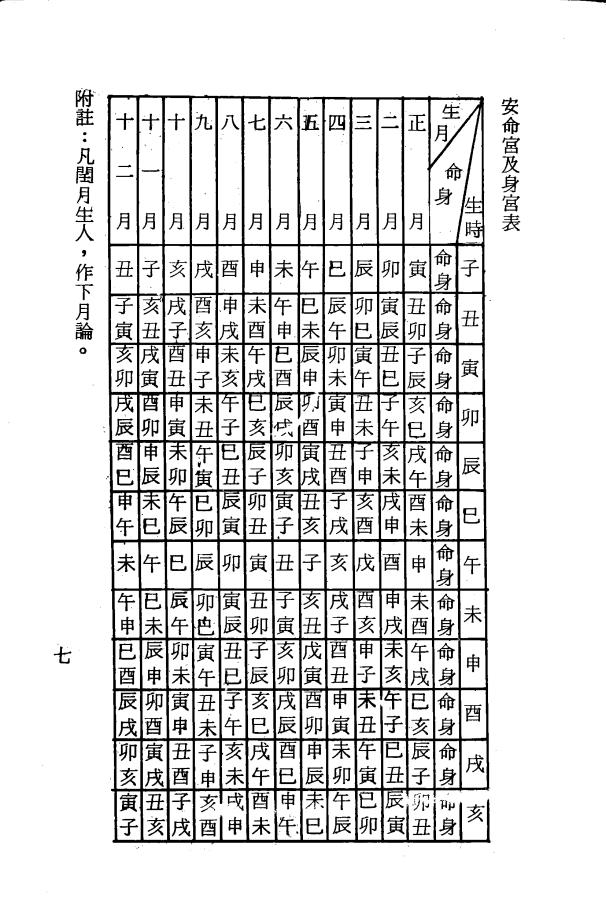 安命宮及身宮表
生時 子 丑 寅 卯 辰 巳 午 未 申 酉 戌 亥
生月 命身 命身 命身 命身 命身 命身 命身 命身 命身 命身 命身 命身 命身
正月 寅 丑卯 子辰 亥巳 戌午 酉未 申 未酉 午戌 巳亥 辰子 卯丑
二月 卯 寅辰 丑巳 子午 亥未 戌申 酉 申戌 未亥 午子 巳丑 辰寅
三月 辰 卯巳 寅午 丑未 子申 亥酉 戊 酉亥 申子 未丑 午寅 巳卯
四月 巳 辰午 卯未 寅申 丑酉 子戌 亥 戌子 酉丑 申寅 未卯 午辰
五月 午 巳未 辰申 卯酉 寅戌 丑亥 子 亥丑 戊寅 酉卯 申辰 未巳
六月 未 午申 巳酉 辰戌 卯亥 寅子 丑 子寅 亥卯 戌辰 酉巳 申午
七月 申 未酉 午戌 巳亥 辰子 卯丑 寅 丑卯 子辰 亥巳 戌午 酉未
八月 酉 申戌 未亥 午子 巳丑 辰寅 卯 寅辰 丑巳 子午 亥未 戌申
九月 戌 酉亥 申子 未丑 午寅 巳卯 辰 卯巳 寅午 丑未 子申 亥酉
十月 亥 戌子 酉丑 申寅 未卯 午辰 巳 辰午 卯未 寅申 丑酉 子戌
十一月 子 亥丑 戌寅 酉卯 申辰 未巳 午 巳未 辰申 卯酉 寅戌 丑亥
十二月 丑 子寅 亥卯 戌辰 酉巳 申午 未 午申 巳酉 辰戌 卯亥 寅子
附註：凡閏月生人，作下月論。
七